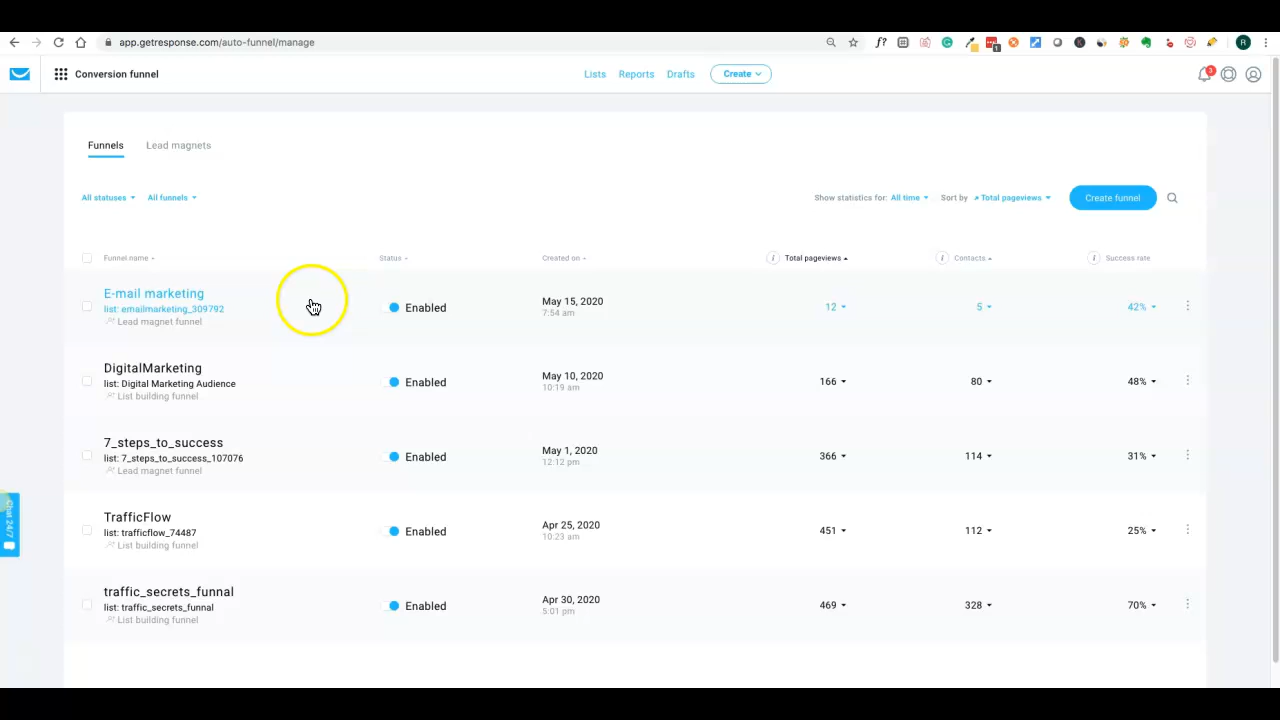 app.getresponse.com/auto-funnel/manage
f?
1
R
Conversion funnel
Lists
Reports
Drafts
Create
3
Funnels
Lead magnets
All statuses
All funnels
Show statistics for: All time
Sort by Total pageviews
Create funnel
Funnel name
Status
Created on
i Total pageviews
i Contacts
i Success rate
E-mail marketing
list: emailmarketing_309792
Lead magnet funnel
Enabled
May 15, 2020
7:54 am
12
5
42%
DigitalMarketing
list: Digital Marketing Audience
List building funnel
Enabled
May 10, 2020
10:19 am
166
80
48%
7_steps_to_success
list: 7_steps_to_success_107076
Lead magnet funnel
Enabled
May 1, 2020
12:12 pm
366
114
31%
Chat 24/7
TrafficFlow
list: trafficflow_74487
List building funnel
Enabled
Apr 25, 2020
10:23 am
451
112
25%
traffic_secrets_funnal
list: traffic_secrets_funnal
List building funnel
Enabled
Apr 30, 2020
5:01 pm
469
328
70%